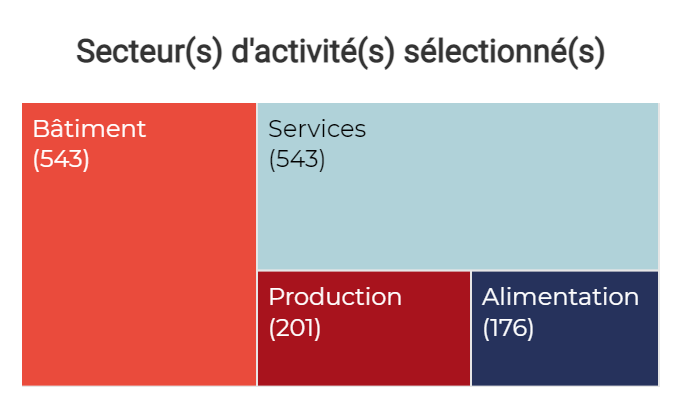 Secteur(s) d'activité(s) sélectionné(s)
Bâtiment
(543)
Services
(543)
Production
(201)
Alimentation
(176)